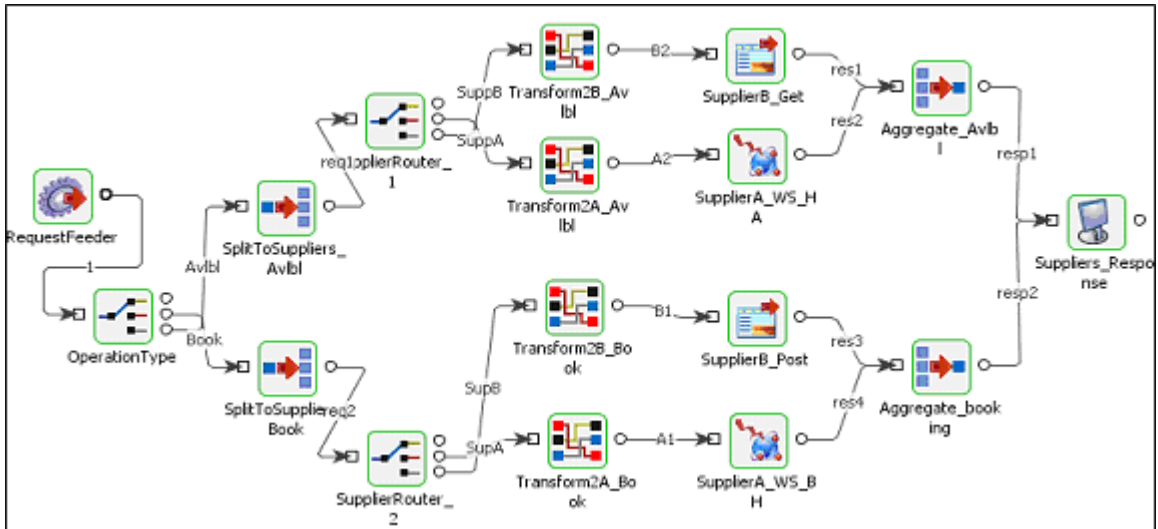 SuppB
Transform2B_Av
lbl
B2
SupplierB_Get
res1
res2
Aggregate_Avlb
l
SuppA
req1
pplierRouter_
1
Transform2A_Av
lbl
A2
SupplierA_WS_H
A
resp1
RequestFeeder
1
Avlbl
SplitToSuppliers_
Avlbl
Suppliers_Respo
nse
OperationType
Book
Transform2B_Bo
ok
B1
SupplierB_Post
res3
res4
resp2
SplitToSupplie
Book
req2
SupB
Aggregate_book
ing
SupA
SupplierRouter_
2
Transform2A_Bo
ok
A1
SupplierA_WS_B
H